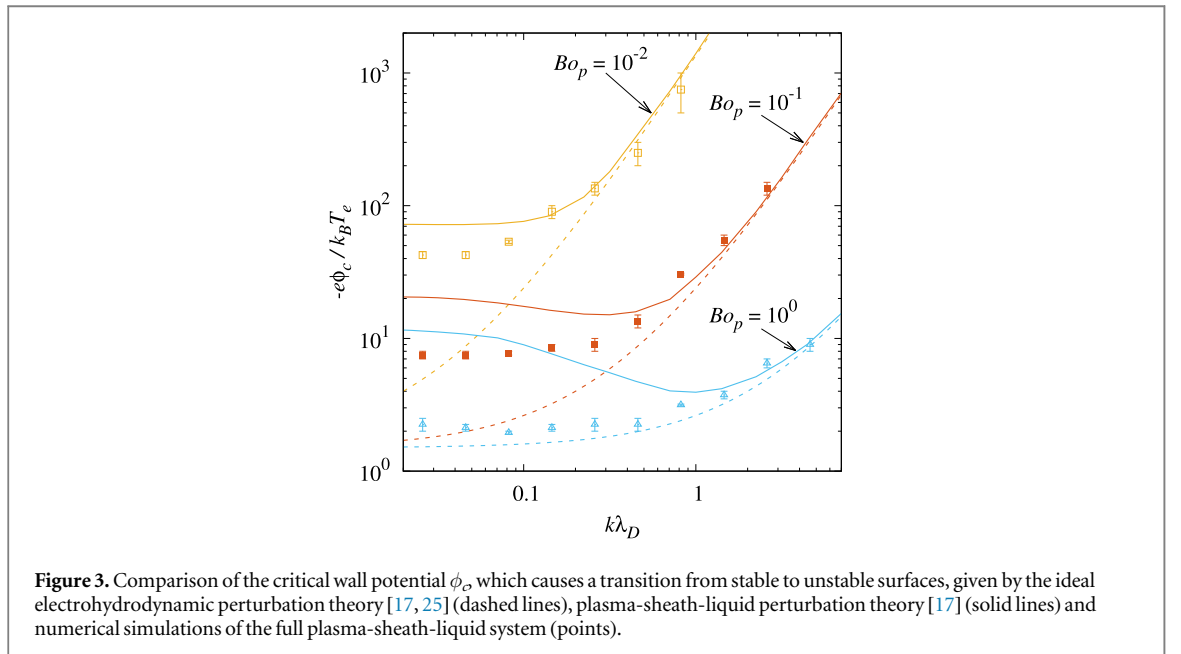 Bo_p = 10^-2
10^3
Bo_p = 10^-1
10^2
-eϕ_c / k_BT_e
Bo_p = 10^0
10^1
10^0
0.1 1
kλ_D
Figure 3. Comparison of the critical wall potential ϕ_c, which causes a transition from stable to unstable surfaces, given by the ideal
electrohydrodynamic perturbation theory [17, 25] (dashed lines), plasma-sheath-liquid perturbation theory [17] (solid lines) and
numerical simulations of the full plasma-sheath-liquid system (points).